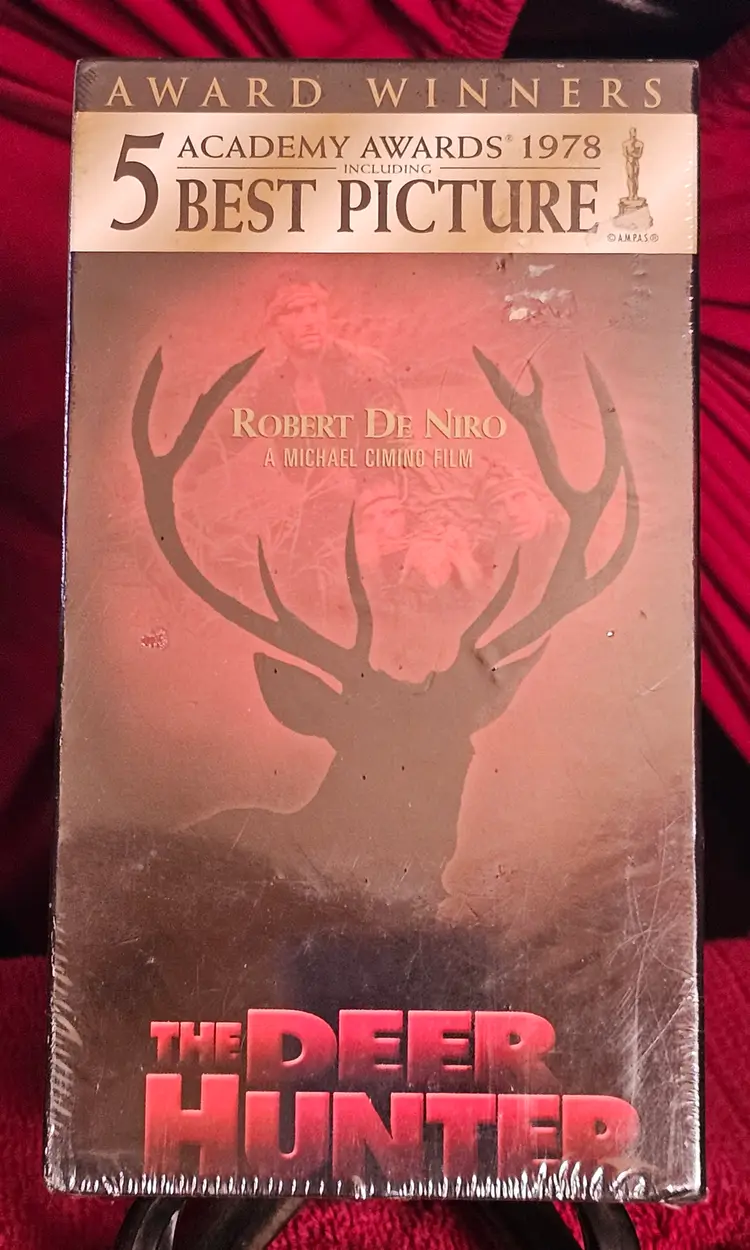 AWARD WINNERS
5 ACADEMY AWARDS® 1978
INCLUDING
BEST PICTURE
© A.M.P.A.S.®
ROBERT DE NIRO
A MICHAEL CIMINO FILM
THE DEER
HUNTER